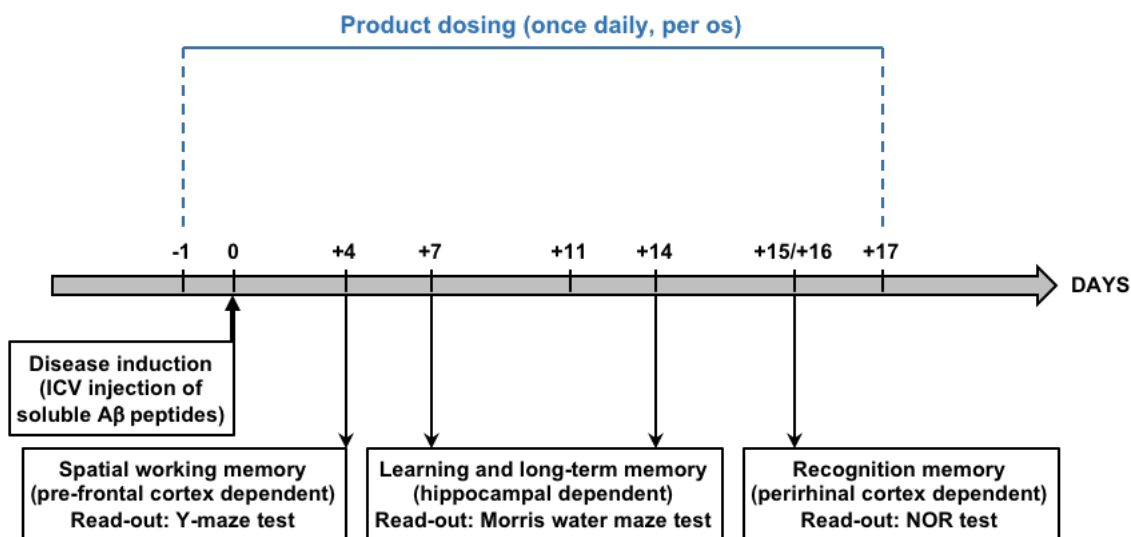 Product dosing (once daily, per os)
-1 0 +4 +7 +11 +14 +15/+16 +17
DAYS
Disease induction
(ICV injection of
soluble Aβ peptides)
Spatial working memory
(pre-frontal cortex dependent)
Read-out: Y-maze test
Learning and long-term memory
(hippocampal dependent)
Read-out: Morris water maze test
Recognition memory
(perirhinal cortex dependent)
Read-out: NOR test